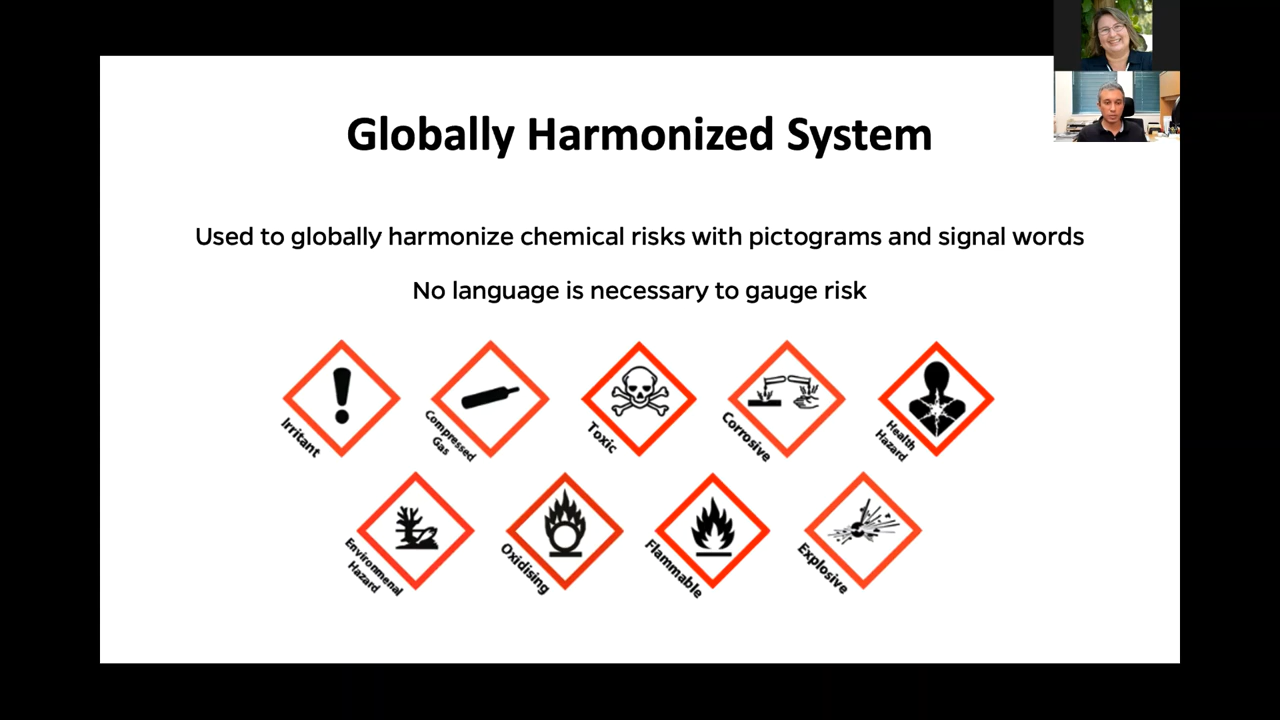 Globally Harmonized System
Used to globally harmonize chemical risks with pictograms and signal words
No language is necessary to gauge risk
Irritant
Compressed
Gas
Toxic
Corrosive
Health
Hazard
Environmenal
Hazard
Oxidising
Flammable
Explosive